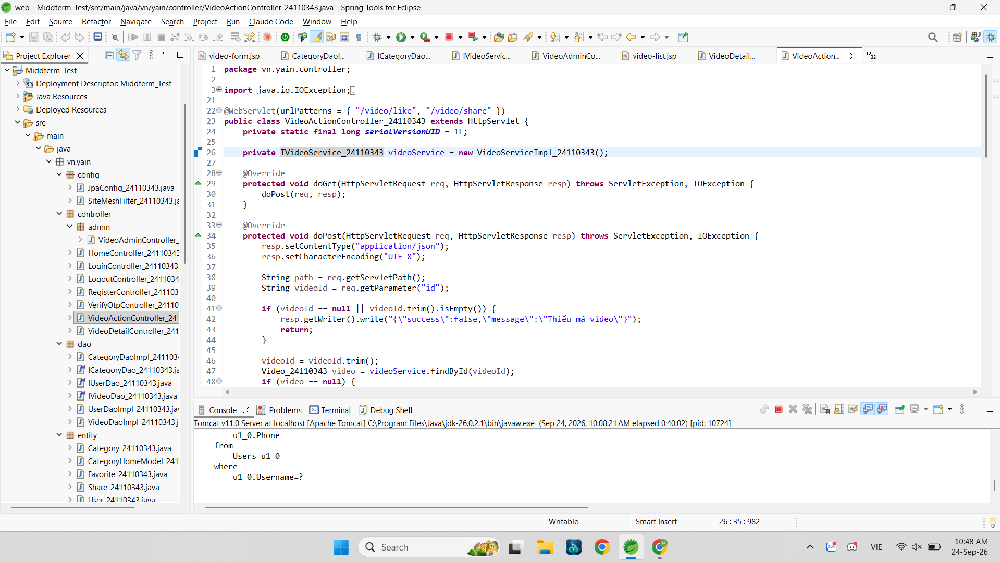 web - Middterm_Test/src/main/java/vn/yain/controller/VideoActionController_24110343.java - Spring Tools for Eclipse
File Edit Source Refactor Navigate Search Project Run Claude Code Window Help
Project Explorer
video-form.jsp CategoryDaoI... ICategoryDao... IVideoServic... VideoAdminCo... video-list.jsp VideoDetail... VideoAction... »32
Middterm_Test
Deployment Descriptor: Middterm_Test
Java Resources
Deployed Resources
src
main
java
vn.yain
config
JpaConfig_24110343.java
SiteMeshFilter_24110343.ja
controller
admin
VideoAdminController_
HomeController_24110343
LoginController_24110343.
LogoutController_2411034
RegisterController_241103
VerifyOtpController_24110
VideoActionController_241
VideoDetailController_241
dao
CategoryDaoImpl_2411034
ICategoryDao_24110343.ja
IUserDao_24110343.java
IVideoDao_24110343.java
UserDaoImpl_24110343.jav
VideoDaoImpl_24110343.j
entity
Category_24110343.java
CategoryHomeModel_241
Favorite_24110343.java
Share_24110343.java
User_24110343.java
1 package vn.yain.controller;
2
3 import java.io.IOException;
21
22 @WebServlet(urlPatterns = { "/video/like", "/video/share" })
23 public class VideoActionController_24110343 extends HttpServlet {
24 private static final long serialVersionUID = 1L;
25
26 private IVideoService_24110343 videoService = new VideoServiceImpl_24110343();
27
28 @Override
29 protected void doGet(HttpServletRequest req, HttpServletResponse resp) throws ServletException, IOException {
30 doPost(req, resp);
31 }
32
33 @Override
34 protected void doPost(HttpServletRequest req, HttpServletResponse resp) throws ServletException, IOException {
35 resp.setContentType("application/json");
36 resp.setCharacterEncoding("UTF-8");
37
38 String path = req.getServletPath();
39 String videoId = req.getParameter("id");
40
41 if (videoId == null || videoId.trim().isEmpty()) {
42 resp.getWriter().write("{\"success\":false,\"message\":\"Thiếu mã video\"}");
43 return;
44 }
45
46 videoId = videoId.trim();
47 Video_24110343 video = videoService.findById(videoId);
48 if (video == null) {
Console Problems Terminal Debug Shell
Tomcat v11.0 Server at localhost [Apache Tomcat] C:\Program Files\Java\jdk-26.0.2.1\bin\javaw.exe (Sep 24, 2026, 10:08:21 AM elapsed 0:40:02) [pid: 10724]
u1_0.Phone
from
Users u1_0
where
u1_0.Username=?
Writable Smart Insert 26 : 35 : 982
Search
Zalo
N
VIE
10:48 AM
24-Sep-26